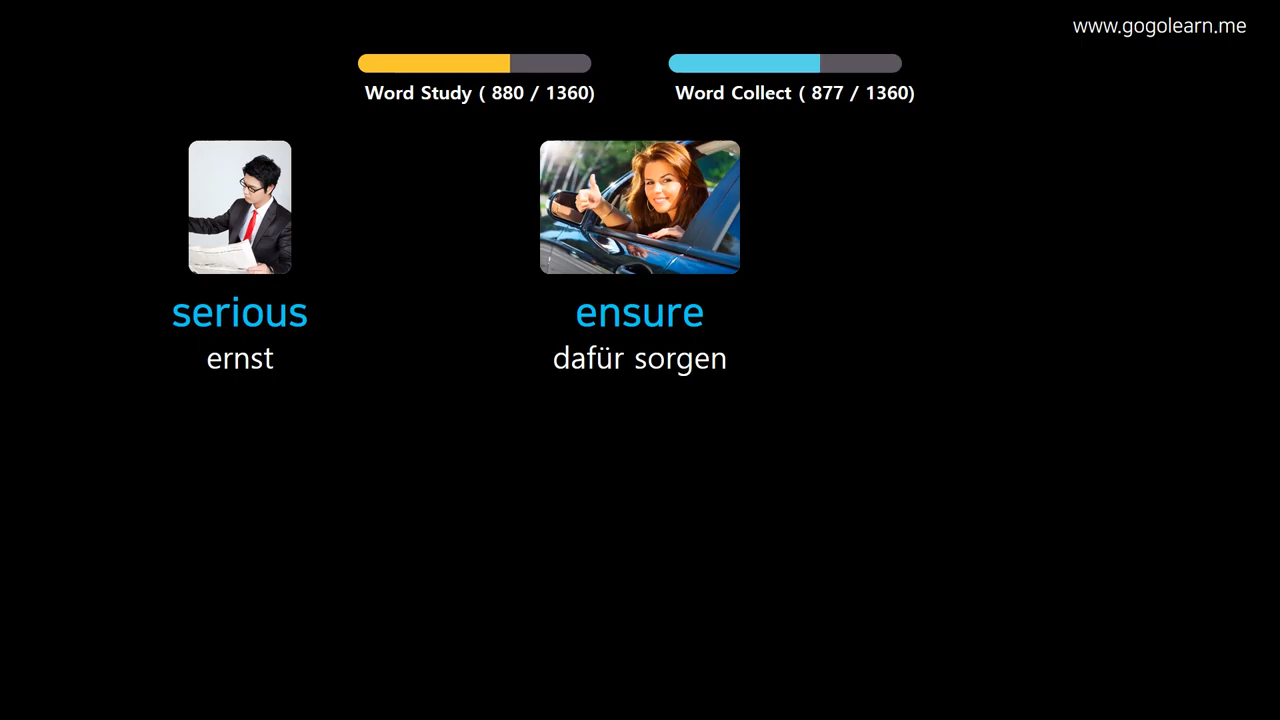 www.gogolearn.me
Word Study ( 880 / 1360)
Word Collect ( 877 / 1360)
serious
ernst
ensure
dafür sorgen